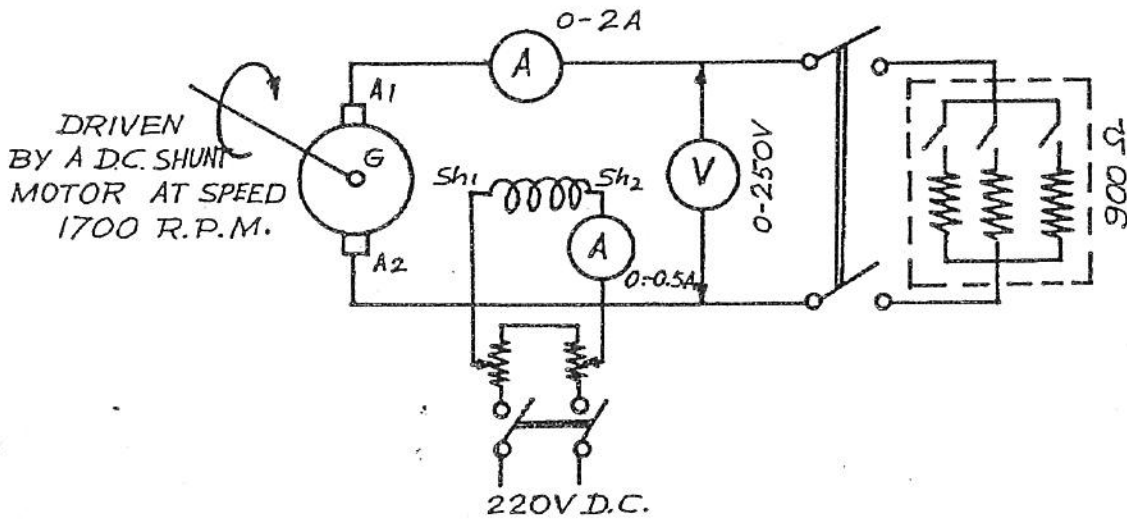 0-2A
A
A1
DRIVEN
BY A D.C. SHUNT
MOTOR AT SPEED
1700 R.P.M.
G
Sh1
Sh2
V
0-250V
900 Ω
A
A2
0-0.5A
220V D.C.